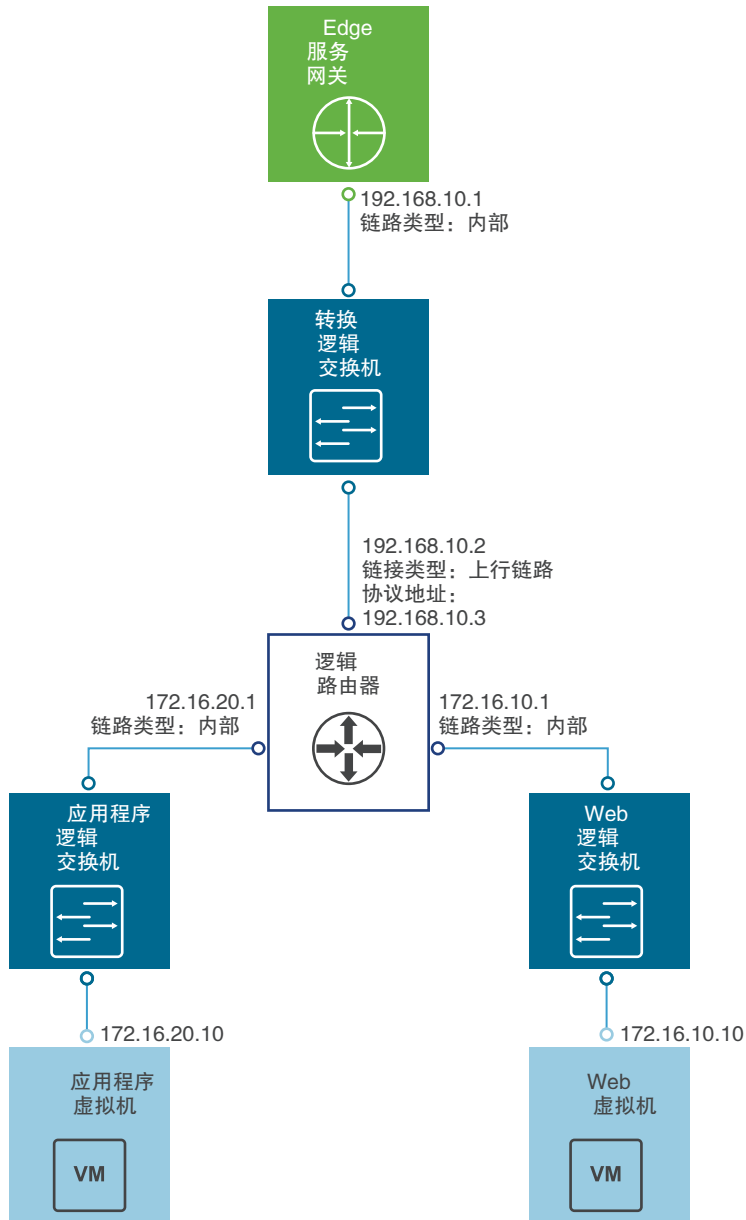 Edge
服务
网关
192.168.10.1
链路类型：内部
转换
逻辑
交换机
192.168.10.2
链接类型：上行链路
协议地址：
192.168.10.3
逻辑
路由器
172.16.20.1
链路类型：内部
172.16.10.1
链路类型：内部
应用程序
逻辑
交换机
Web
逻辑
交换机
172.16.20.10
172.16.10.10
应用程序
虚拟机
VM
Web
虚拟机
VM